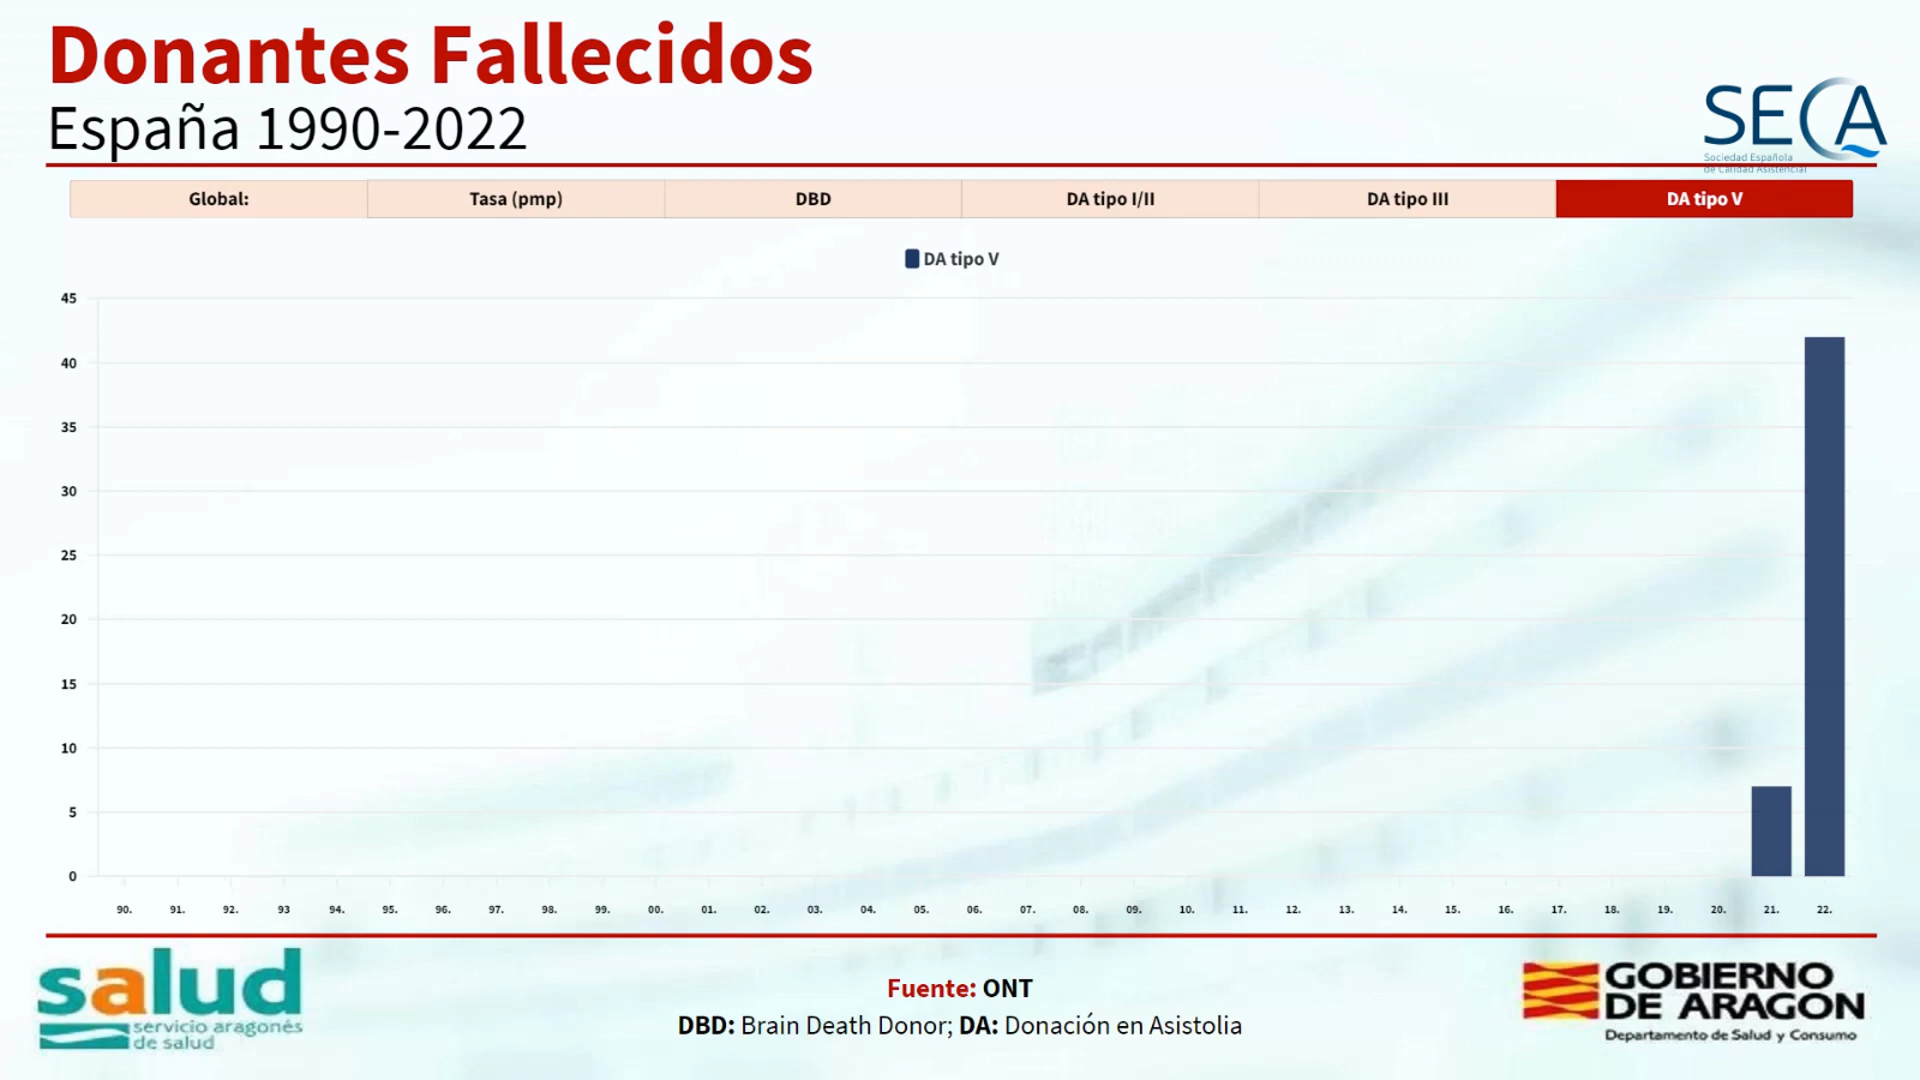 Donantes Fallecidos
España 1990-2022
SECA
Sociedad Española
de Calidad Asistencial
Global: Tasa (pmp) DBD DA tipo I/II DA tipo III DA tipo V
DA tipo V
45
40
35
30
25
20
15
10
5
0
90. 91. 92. 93 94. 95. 96. 97. 98. 99. 00. 01. 02. 03. 04. 05. 06. 07. 08. 09. 10. 11. 12. 13. 14. 15. 16. 17. 18. 19. 20. 21. 22.
salud
servicio aragonés
de salud
Fuente: ONT
DBD: Brain Death Donor; DA: Donación en Asistolia
GOBIERNO
DE ARAGON
Departamento de Salud y Consumo